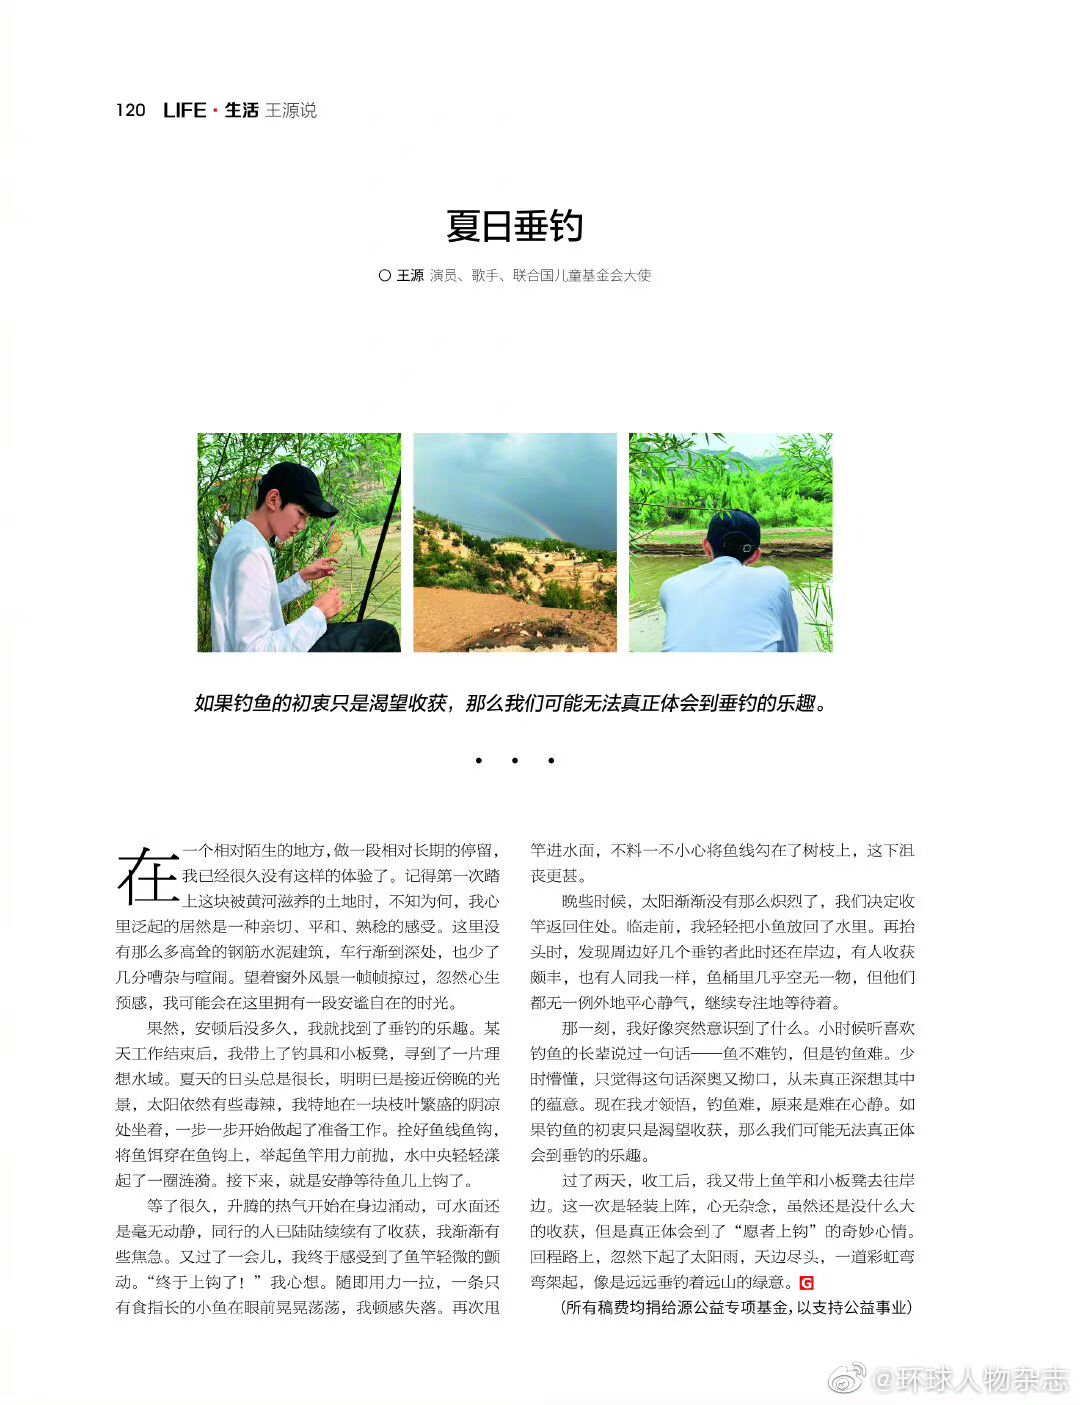 120 LIFE·生活 王源说
夏日垂钓
○ 王源 演员、歌手、联合国儿童基金会大使
如果钓鱼的初衷只是渴望收获，那么我们可能无法真正体会到垂钓的乐趣。
• • •
在一个相对陌生的地方，做一段相对长期的停留，
我已经很久没有这样的体验了。记得第一次踏
上这块被黄河滋养的土地时，不知为何，我心
里泛起的居然是一种亲切、平和、熟稔的感受。这里没
有那么多高耸的钢筋水泥建筑，车行渐到深处，也少了
几分嘈杂与喧闹。望着窗外风景一帧帧掠过，忽然心生
预感，我可能会在这里拥有一段安谧自在的时光。
果然，安顿后没多久，我就找到了垂钓的乐趣。某
天工作结束后，我带上了钓具和小板凳，寻到了一片理
想水域。夏天的日头总是很长，明明已是接近傍晚的光
景，太阳依然有些毒辣，我特地在一块枝叶繁盛的阴凉
处坐着，一步一步开始做起了准备工作。拴好鱼线鱼钩，
将鱼饵穿在鱼钩上，举起鱼竿用力前抛，水中央轻轻漾
起了一圈涟漪。接下来，就是安静等待鱼儿上钩了。
等了很久，升腾的热气开始在身边涌动，可水面还
是毫无动静，同行的人已陆陆续续有了收获，我渐渐有
些焦急。又过了一会儿，我终于感受到了鱼竿轻微的颤
动。“终于上钩了！”我心想。随即用力一拉，一条只
有食指长的小鱼在眼前晃晃荡荡，我顿感失落。再次甩
竿进水面，不料一不小心将鱼线勾在了树枝上，这下沮
丧更甚。
晚些时候，太阳渐渐没有那么炽烈了，我们决定收
竿返回住处。临走前，我轻轻把小鱼放回了水里。再抬
头时，发现周边好几个垂钓者此时还在岸边，有人收获
颇丰，也有人同我一样，鱼桶里几乎空无一物，但他们
都无一例外地平心静气，继续专注地等待着。
那一刻，我好像突然意识到了什么。小时候听喜欢
钓鱼的长辈说过一句话——鱼不难钓，但是钓鱼难。少
时懵懂，只觉得这句话深奥又拗口，从未真正深想其中
的蕴意。现在我才领悟，钓鱼难，原来是难在心静。如
果钓鱼的初衷只是渴望收获，那么我们可能无法真正体
会到垂钓的乐趣。
过了两天，收工后，我又带上鱼竿和小板凳去往岸
边。这一次是轻装上阵，心无杂念，虽然还是没什么大
的收获，但是真正体会到了“愿者上钩”的奇妙心情。
回程路上，忽然下起了太阳雨，天边尽头，一道彩虹弯
弯架起，像是远远垂钓着远山的绿意。G
（所有稿费均捐给源公益专项基金，以支持公益事业）
@环球人物杂志